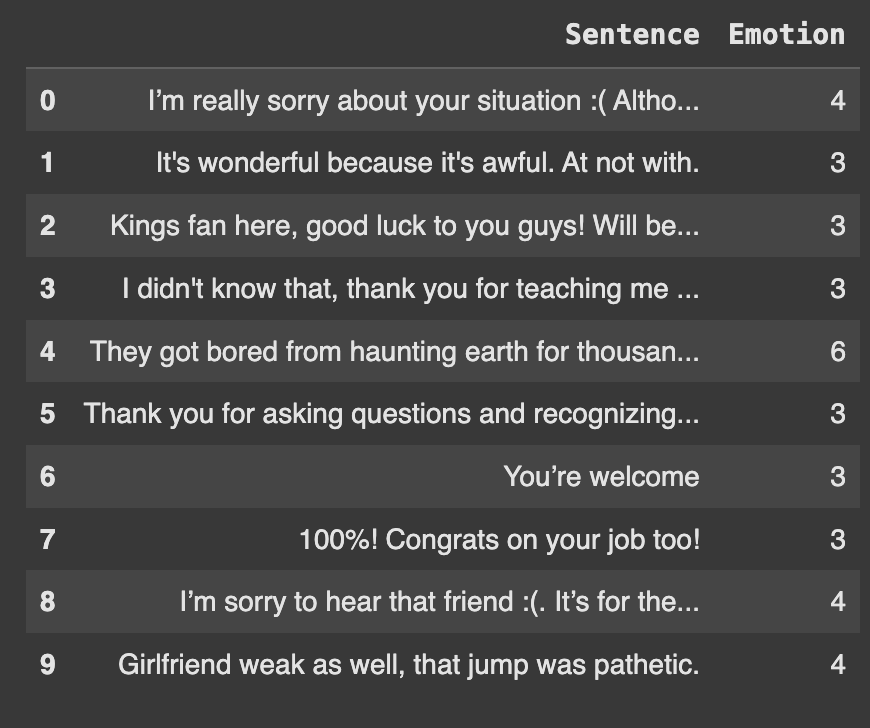 Sentence Emotion
0 I’m really sorry about your situation :( Altho... 4
1 It's wonderful because it's awful. At not with. 3
2 Kings fan here, good luck to you guys! Will be... 3
3 I didn't know that, thank you for teaching me ... 3
4 They got bored from haunting earth for thousan... 6
5 Thank you for asking questions and recognizing... 3
6 You’re welcome 3
7 100%! Congrats on your job too! 3
8 I’m sorry to hear that friend :(. It’s for the... 4
9 Girlfriend weak as well, that jump was pathetic. 4